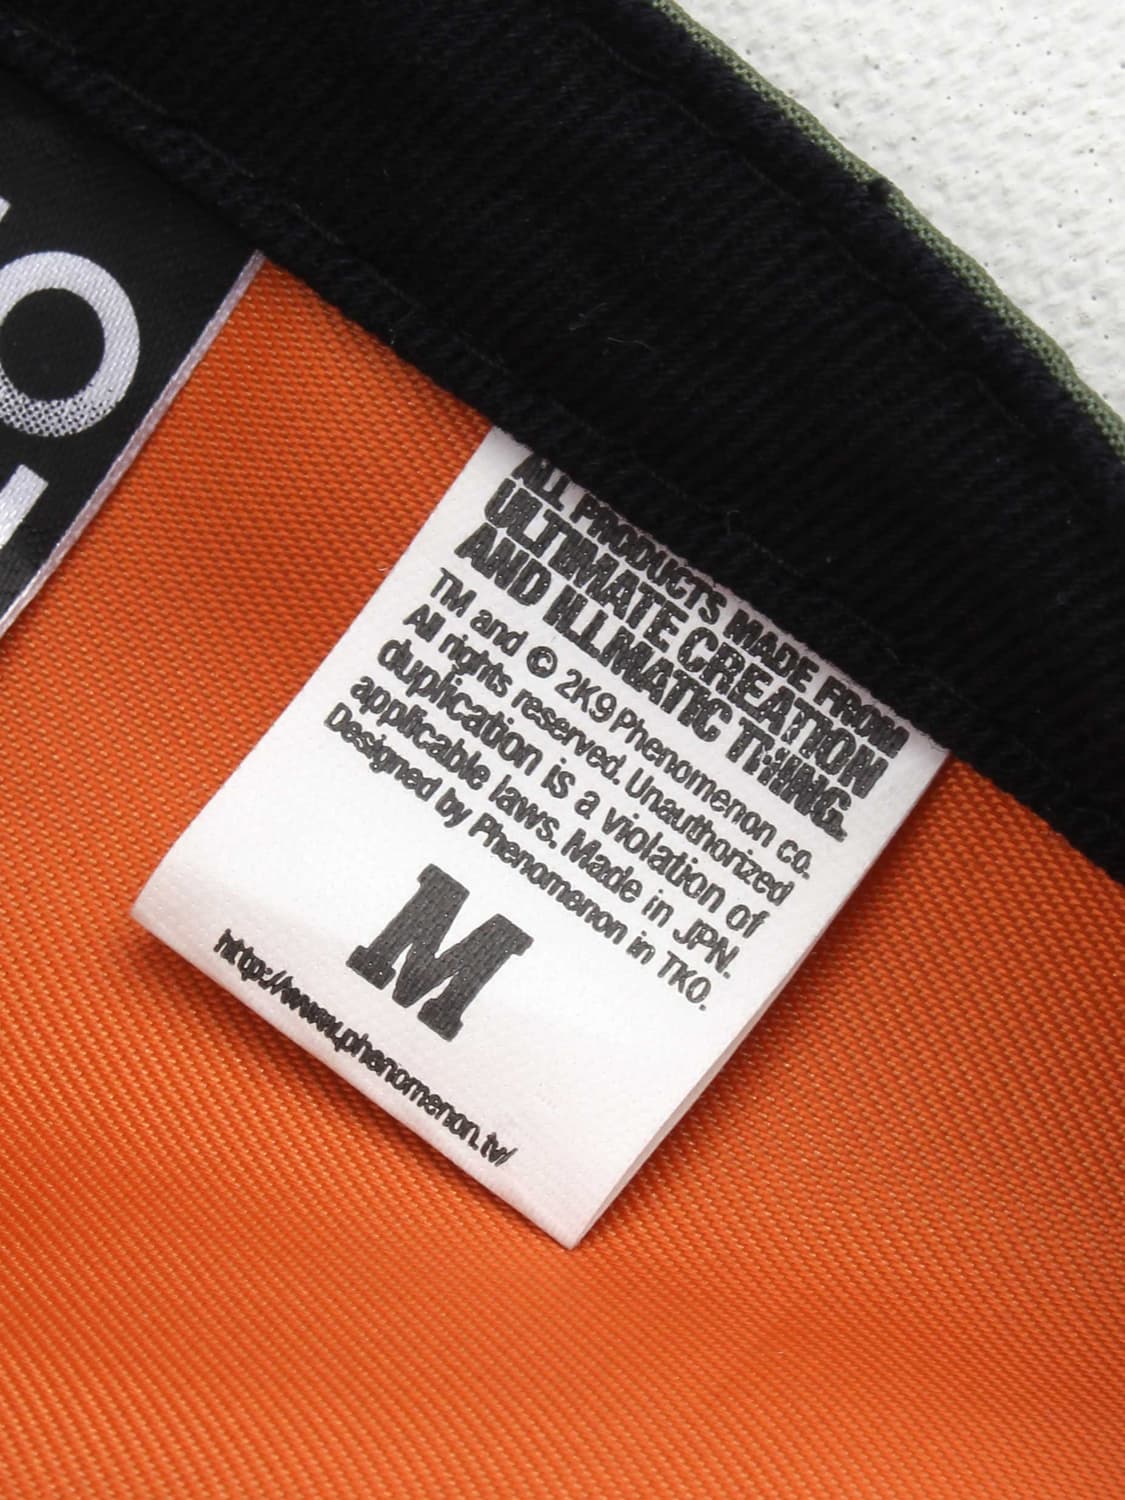 ALL PRODUCTS MADE FROM
ULTIMATE CREATION
AND ILLMATIC THING.
TM and © 2K9 Phenomenon co.
All rights reserved. Unauthorized
duplication is a violation of
applicable laws. Made in JPN.
Designed by Phenomenon in TKO.
M
http://www.phenomenon.tv/